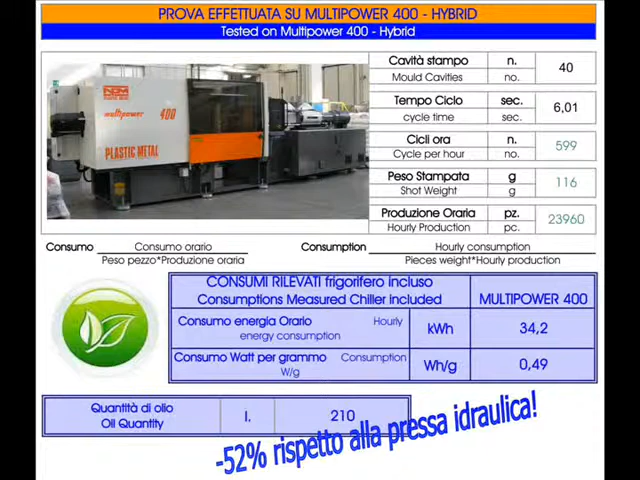 PROVA EFFETTUATA SU MULTIPOWER 400 - HYBRID
Tested on Multipower 400 - Hybrid
NPM
multipower 400
PLASTIC METAL
Cavità stampo n. 40
Mould Cavities no.
Tempo Ciclo sec. 6,01
cycle time sec.
Cicli ora n. 599
Cycle per hour no.
Peso Stampata g 116
Shot Weight g
Produzione Oraria pz. 23960
Hourly Production pc.
Consumo Consumo orario Consumption Hourly consumption
Peso pezzo*Produzione oraria Pieces weight*Hourly production
CONSUMI RILEVATI frigorifero incluso
Consumptions Measured Chiller included MULTIPOWER 400
Consumo energia Orario Hourly kWh 34,2
energy consumption
Consumo Watt per grammo Consumption Wh/g 0,49
W/g
Quantità di olio l. 210
Oil Quantity
-52% rispetto alla pressa idraulica!